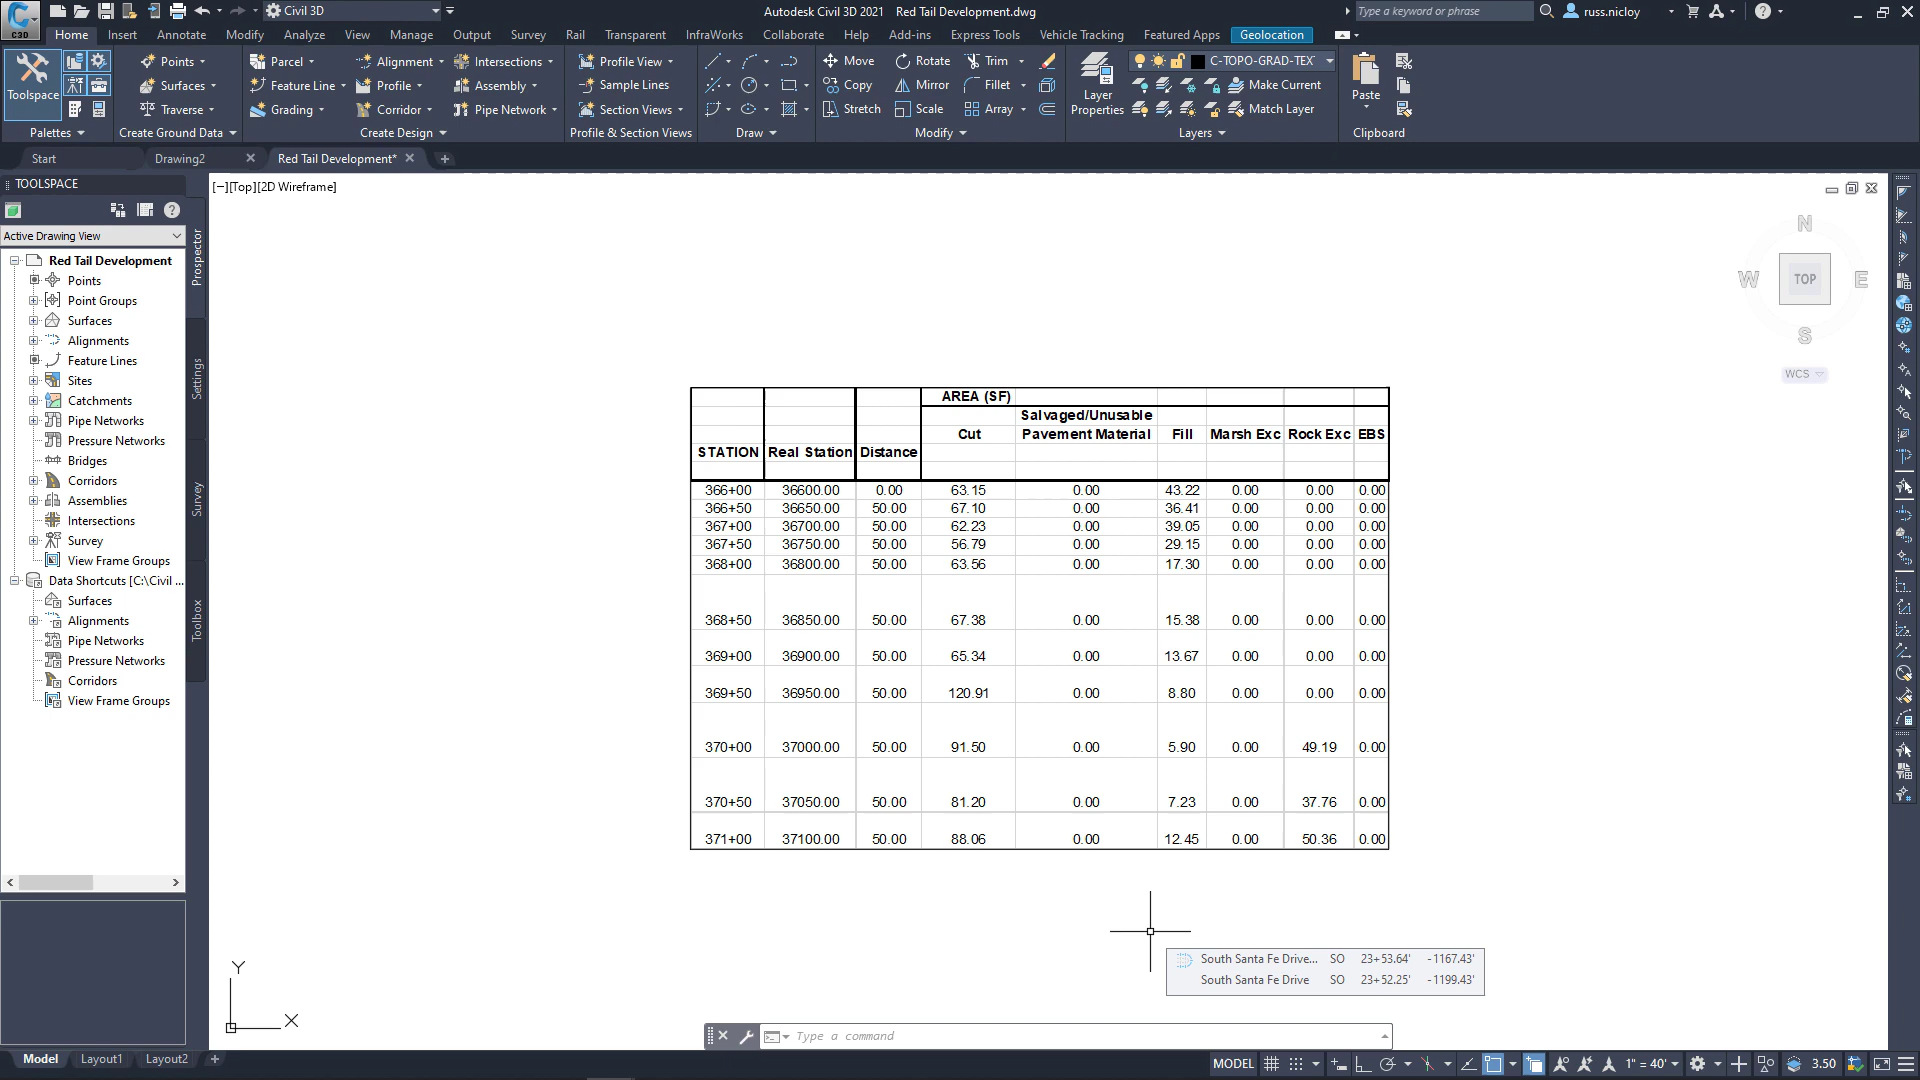 Civil 3D
Autodesk Civil 3D 2021 Red Tail Development.dwg
Type a keyword or phrase
russ.nicloy
C3D
Home Insert Annotate Modify Analyze View Manage Output Survey Rail Transparent InfraWorks Collaborate Help Add-ins Express Tools Vehicle Tracking Featured Apps Geolocation
Toolspace
Points
Surfaces
Traverse
Parcel
Feature Line
Grading
Alignment
Profile
Corridor
Intersections
Assembly
Pipe Network
Profile View
Sample Lines
Section Views
Move Rotate Trim
Copy Mirror Fillet
Stretch Scale Array
Layer
Properties
C-TOPO-GRAD-TEX
Make Current
Match Layer
Paste
Palettes Create Ground Data Create Design Profile & Section Views Draw Modify Layers Clipboard
Start Drawing2 Red Tail Development*
TOOLSPACE
Active Drawing View
Red Tail Development
Points
Point Groups
Surfaces
Alignments
Feature Lines
Sites
Catchments
Pipe Networks
Pressure Networks
Bridges
Corridors
Assemblies
Intersections
Survey
View Frame Groups
Data Shortcuts [C:\Civil ...
Surfaces
Alignments
Pipe Networks
Pressure Networks
Corridors
View Frame Groups
Prospector
Settings
Survey
Toolbox
[−][Top][2D Wireframe]
N
W TOP E
S
WCS
AREA (SF)
Salvaged/Unusable
Cut Pavement Material Fill Marsh Exc Rock Exc EBS
STATION Real Station Distance
366+00 36600.00 0.00 63.15 0.00 43.22 0.00 0.00 0.00
366+50 36650.00 50.00 67.10 0.00 36.41 0.00 0.00 0.00
367+00 36700.00 50.00 62.23 0.00 39.05 0.00 0.00 0.00
367+50 36750.00 50.00 56.79 0.00 29.15 0.00 0.00 0.00
368+00 36800.00 50.00 63.56 0.00 17.30 0.00 0.00 0.00
368+50 36850.00 50.00 67.38 0.00 15.38 0.00 0.00 0.00
369+00 36900.00 50.00 65.34 0.00 13.67 0.00 0.00 0.00
369+50 36950.00 50.00 120.91 0.00 8.80 0.00 0.00 0.00
370+00 37000.00 50.00 91.50 0.00 5.90 0.00 49.19 0.00
370+50 37050.00 50.00 81.20 0.00 7.23 0.00 37.76 0.00
371+00 37100.00 50.00 88.06 0.00 12.45 0.00 50.36 0.00
South Santa Fe Drive... SO 23+53.64' -1167.43'
South Santa Fe Drive SO 23+52.25' -1199.43'
Y
X
Type a command
Model Layout1 Layout2
MODEL 1" = 40' 3.50